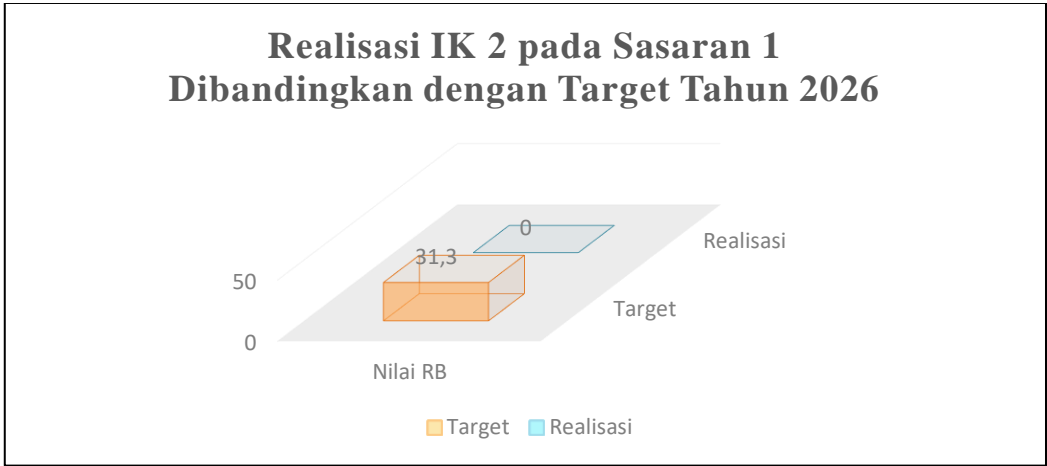 Realisasi IK 2 pada Sasaran 1
Dibandingkan dengan Target Tahun 2026
0
31,3
Realisasi
50
Target
0
Nilai RB
Target Realisasi